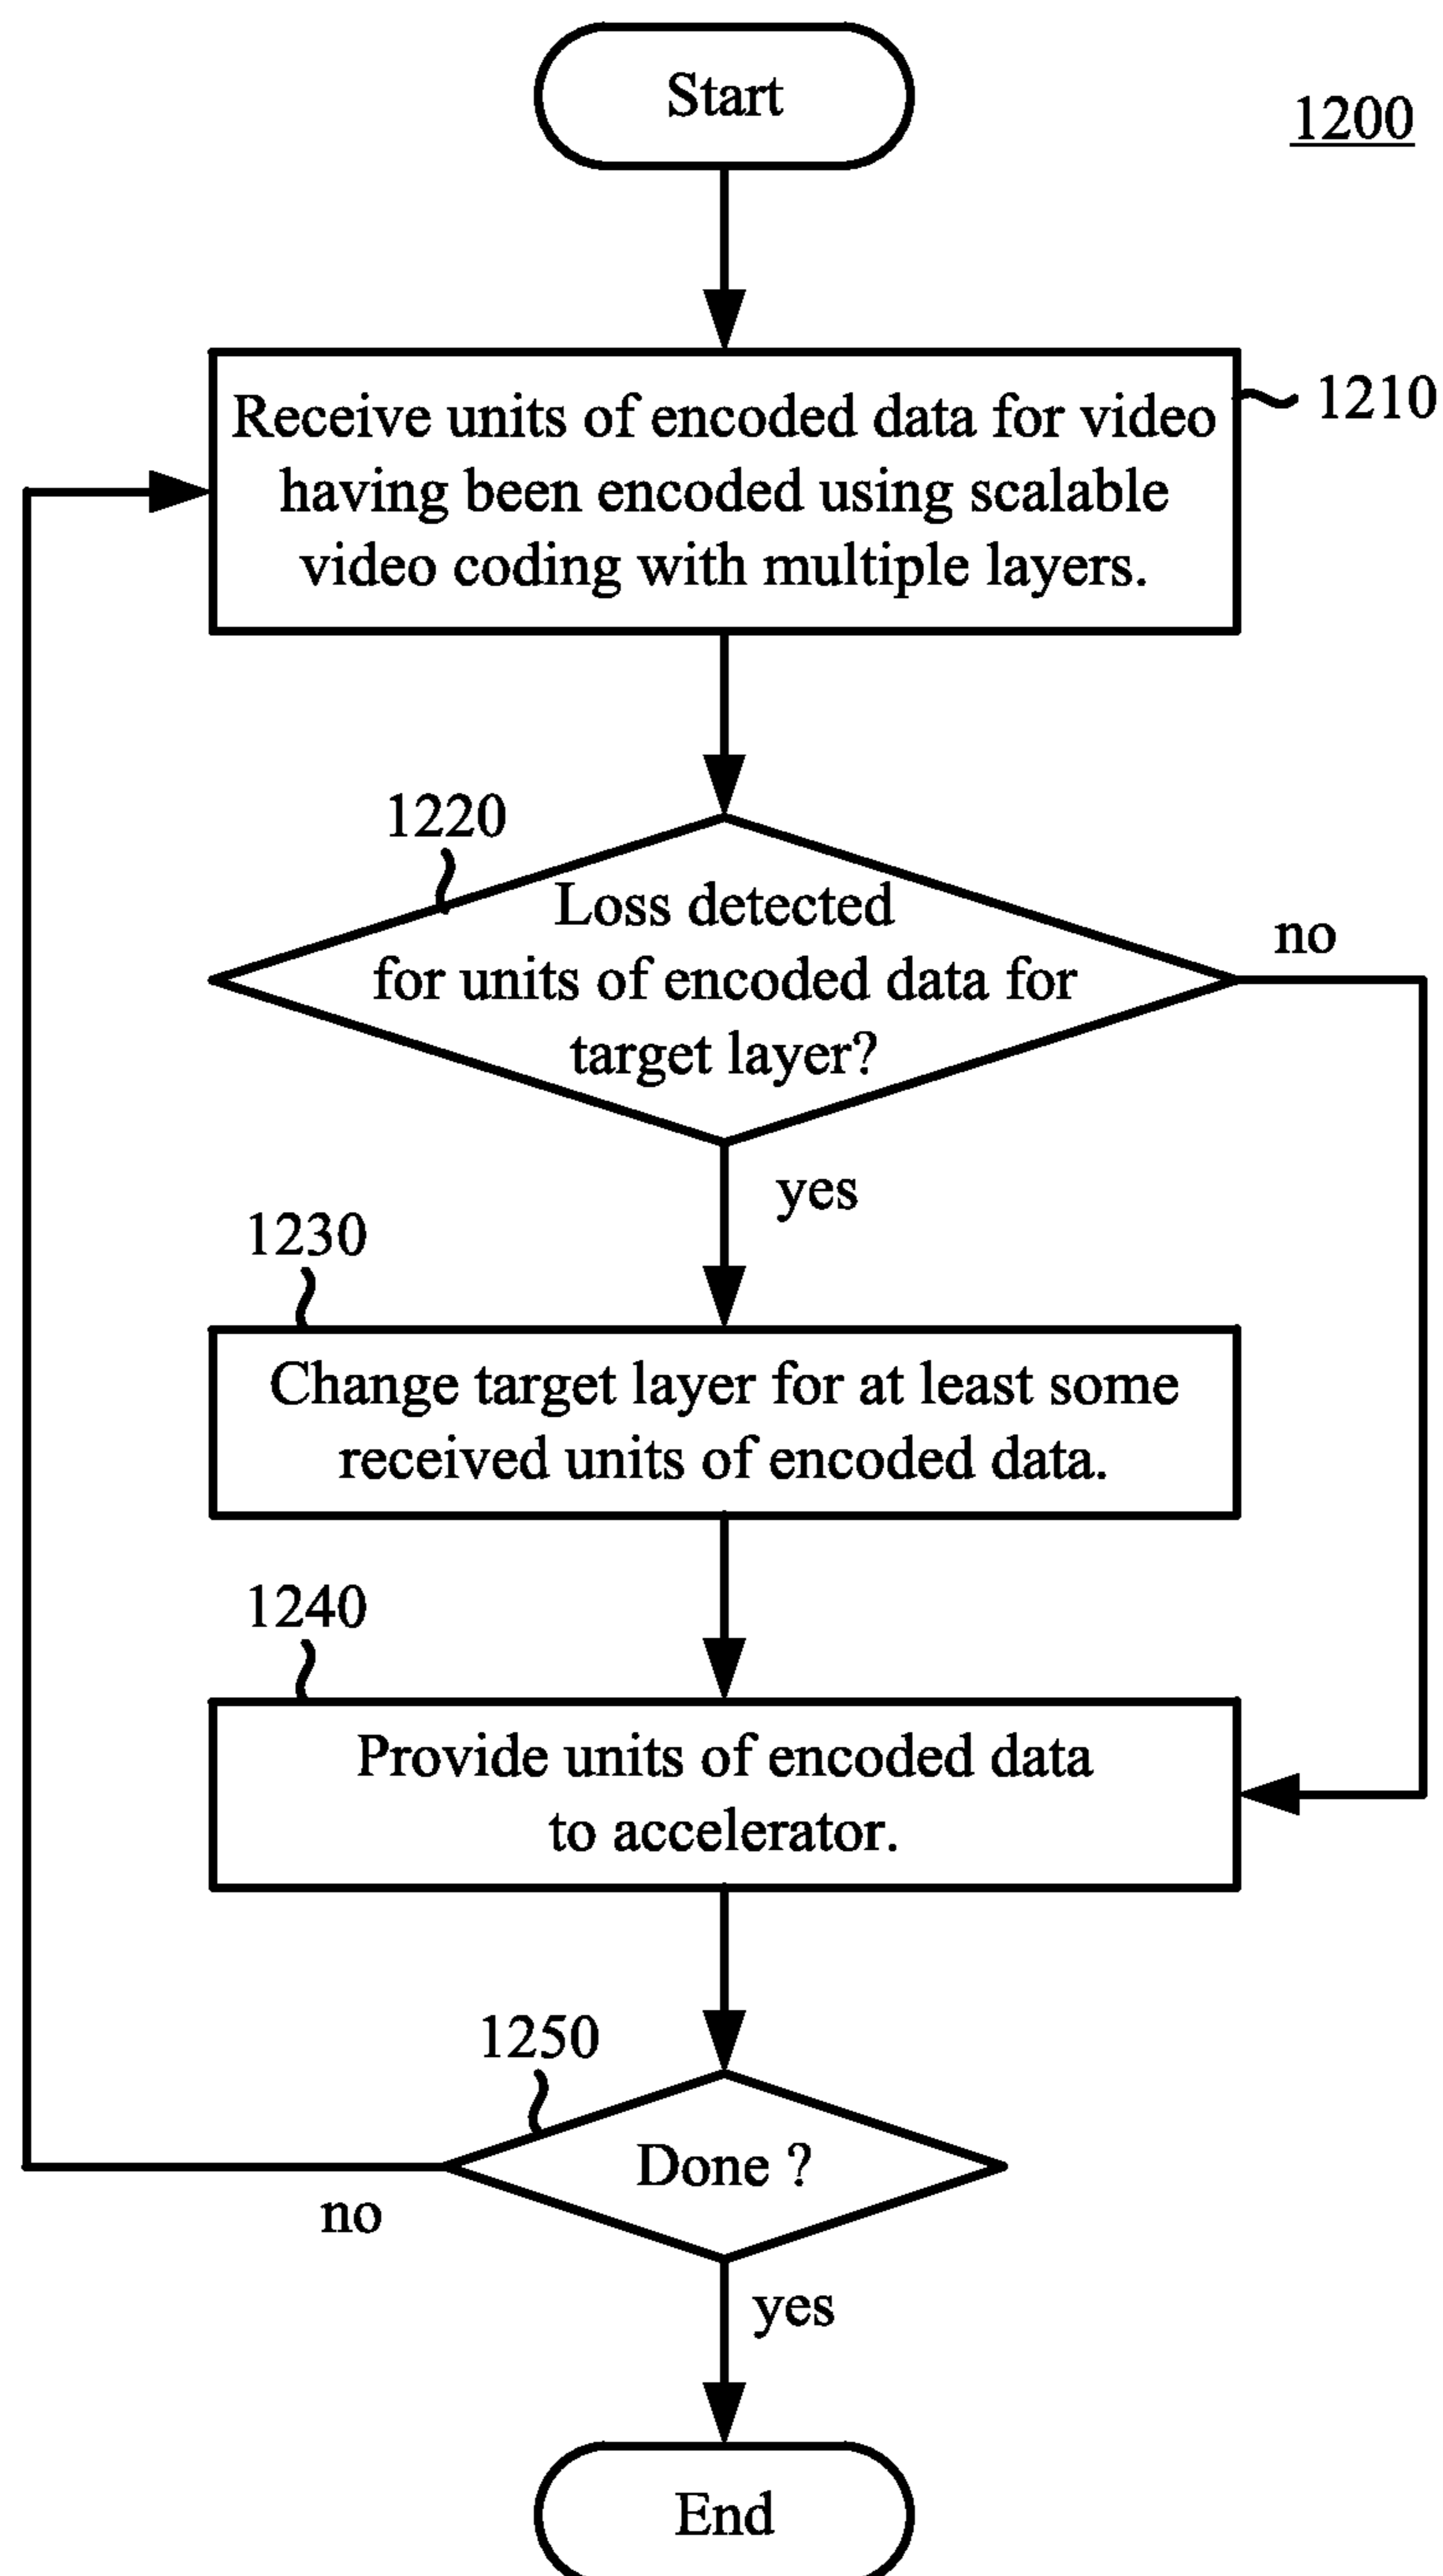 Start
1200
Receive units of encoded data for video
having been encoded using scalable
video coding with multiple layers.
1210
1220
Loss detected
for units of encoded data for
target layer?
no
yes
1230
Change target layer for at least some
received units of encoded data.
1240
Provide units of encoded data
to accelerator.
1250
Done ?
no
yes
End